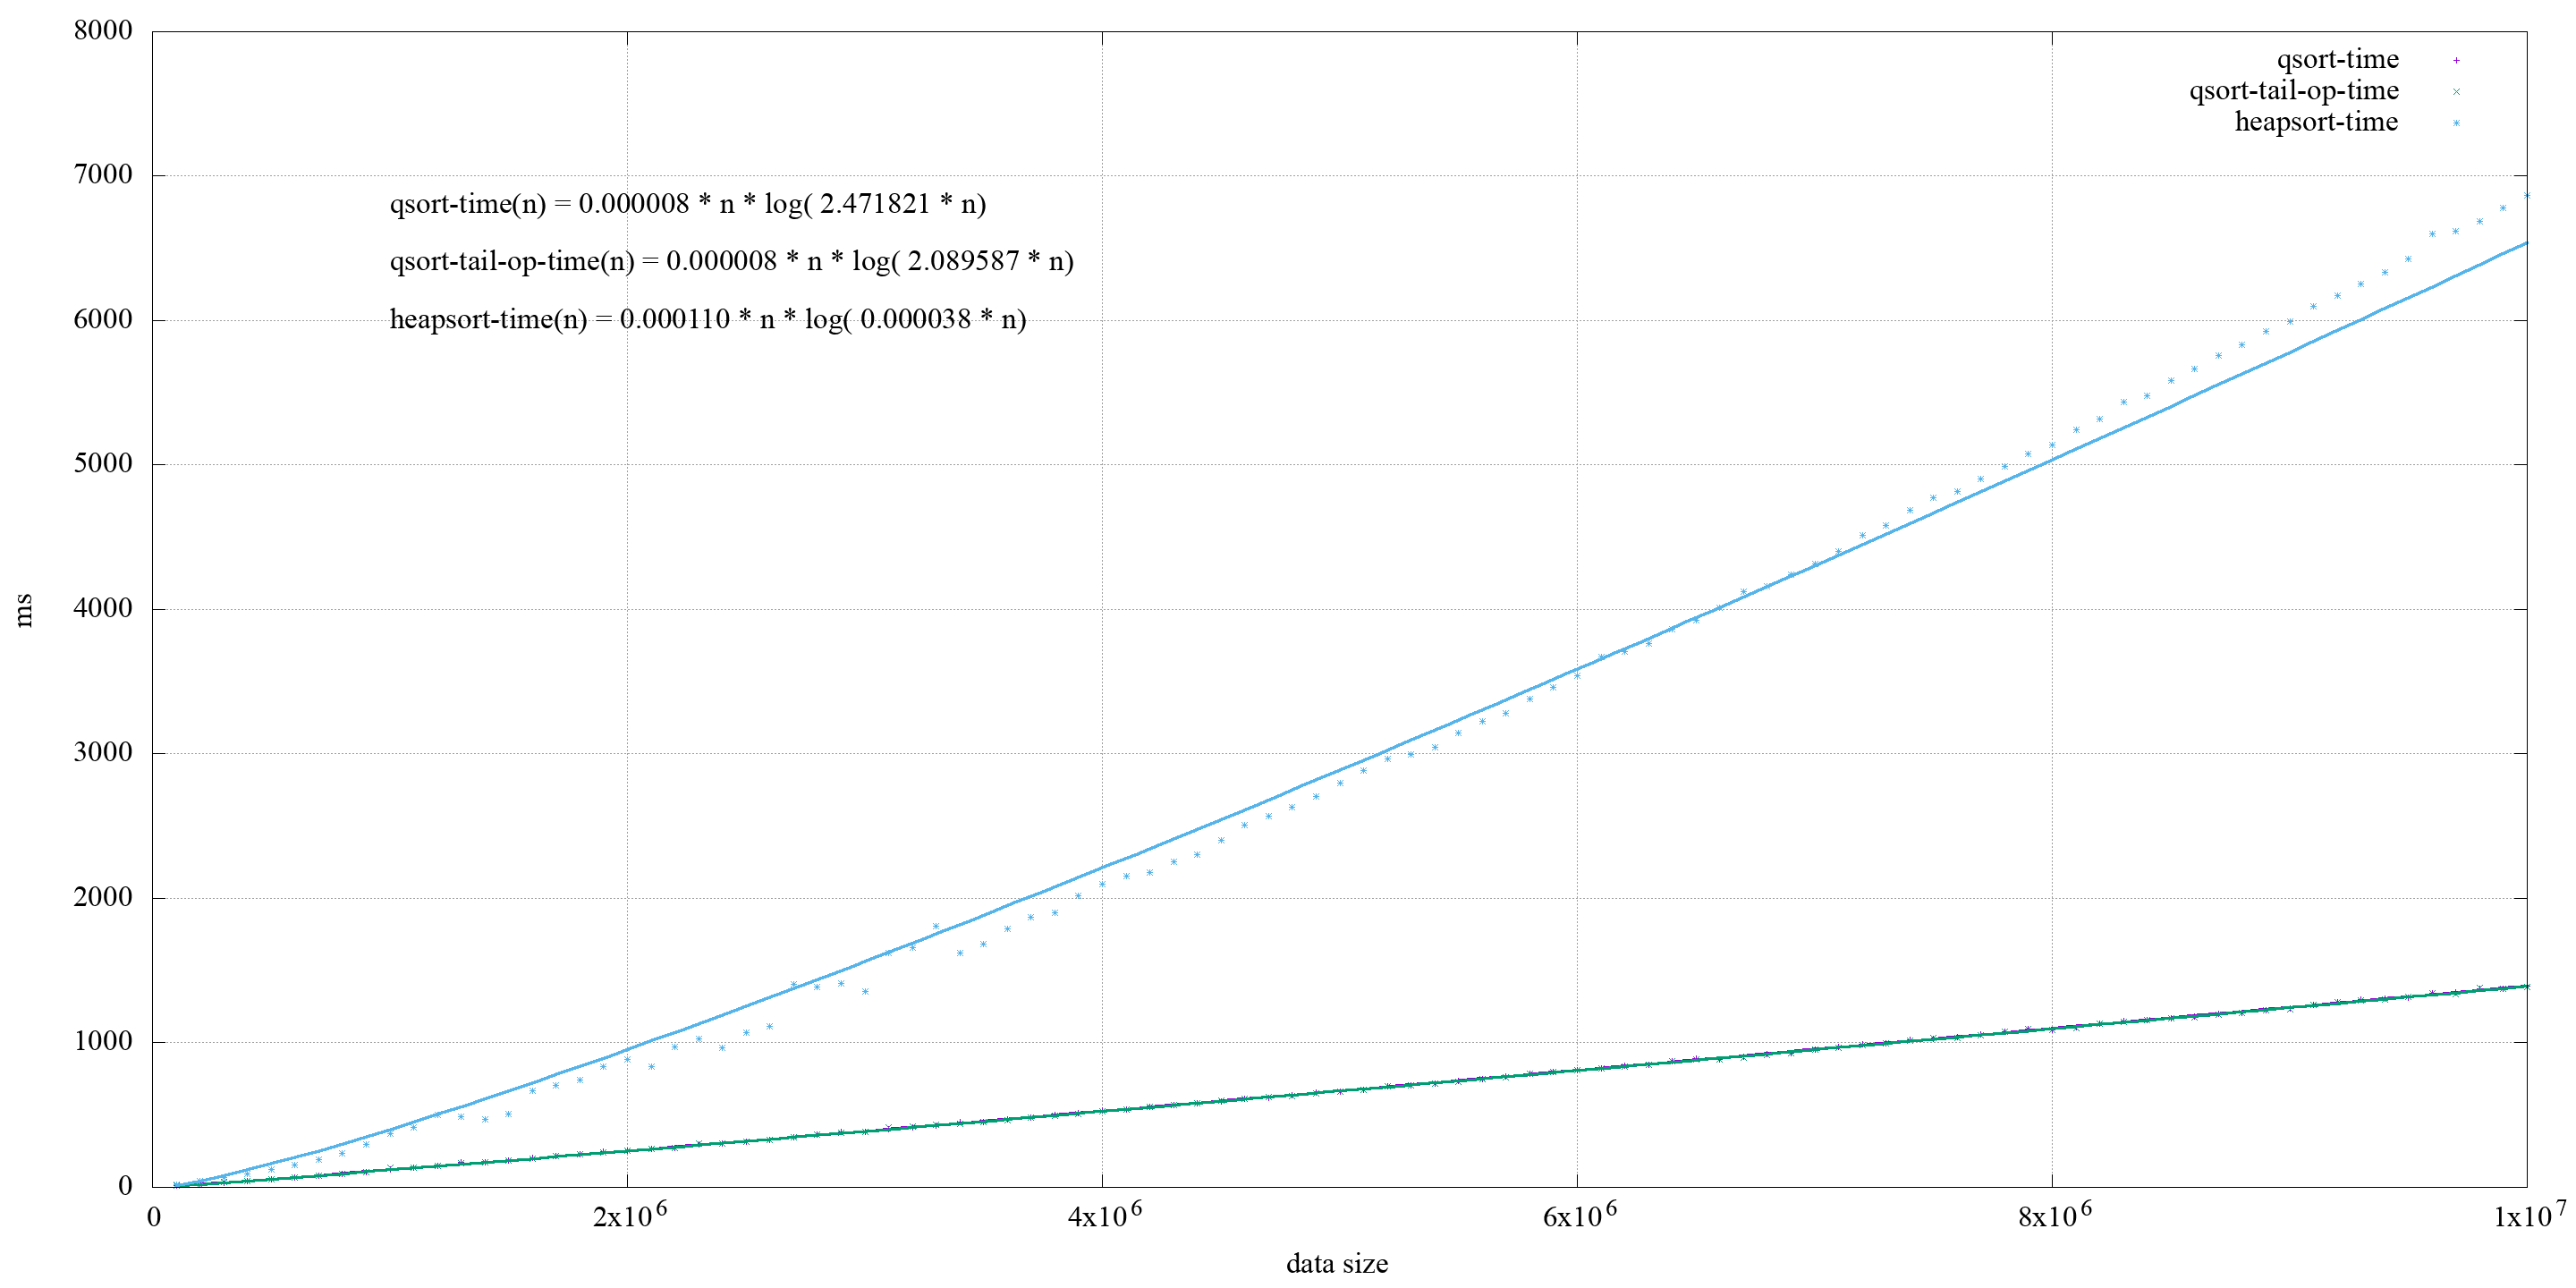 8000
qsort-time
qsort-tail-op-time
heapsort-time
7000
qsort-time(n) = 0.000008 * n * log( 2.471821 * n)
qsort-tail-op-time(n) = 0.000008 * n * log( 2.089587 * n)
6000
heapsort-time(n) = 0.000110 * n * log( 0.000038 * n)
5000
ms
4000
3000
2000
1000
0
0 2x10^6 4x10^6 6x10^6 8x10^6 1x10^7
data size